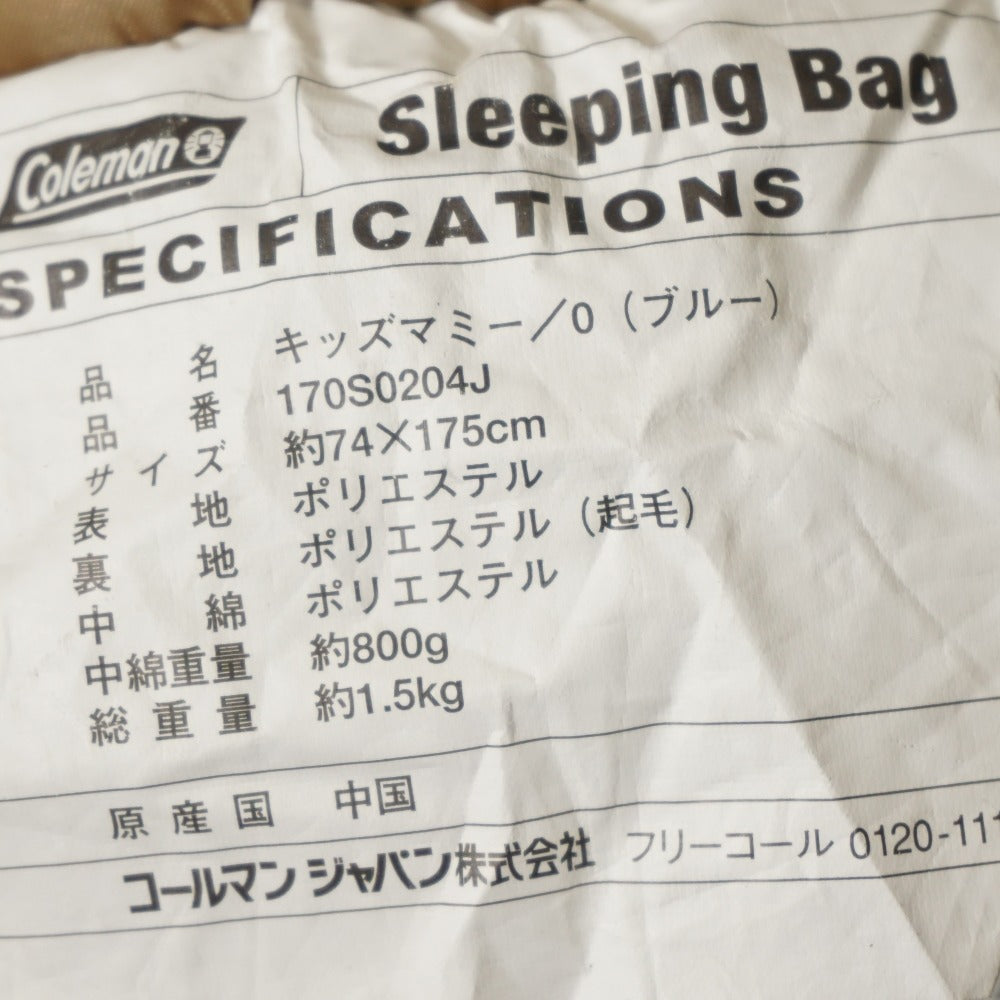 Coleman Sleeping Bag
SPECIFICATIONS
品名 キッズマミー/0（ブルー）
品番 170S0204J
サイズ 約74×175cm
表地 ポリエステル
裏地 ポリエステル（起毛）
中綿 ポリエステル
中綿重量 約800g
総重量 約1.5kg
原産国 中国
コールマン ジャパン株式会社 フリーコール 0120-111